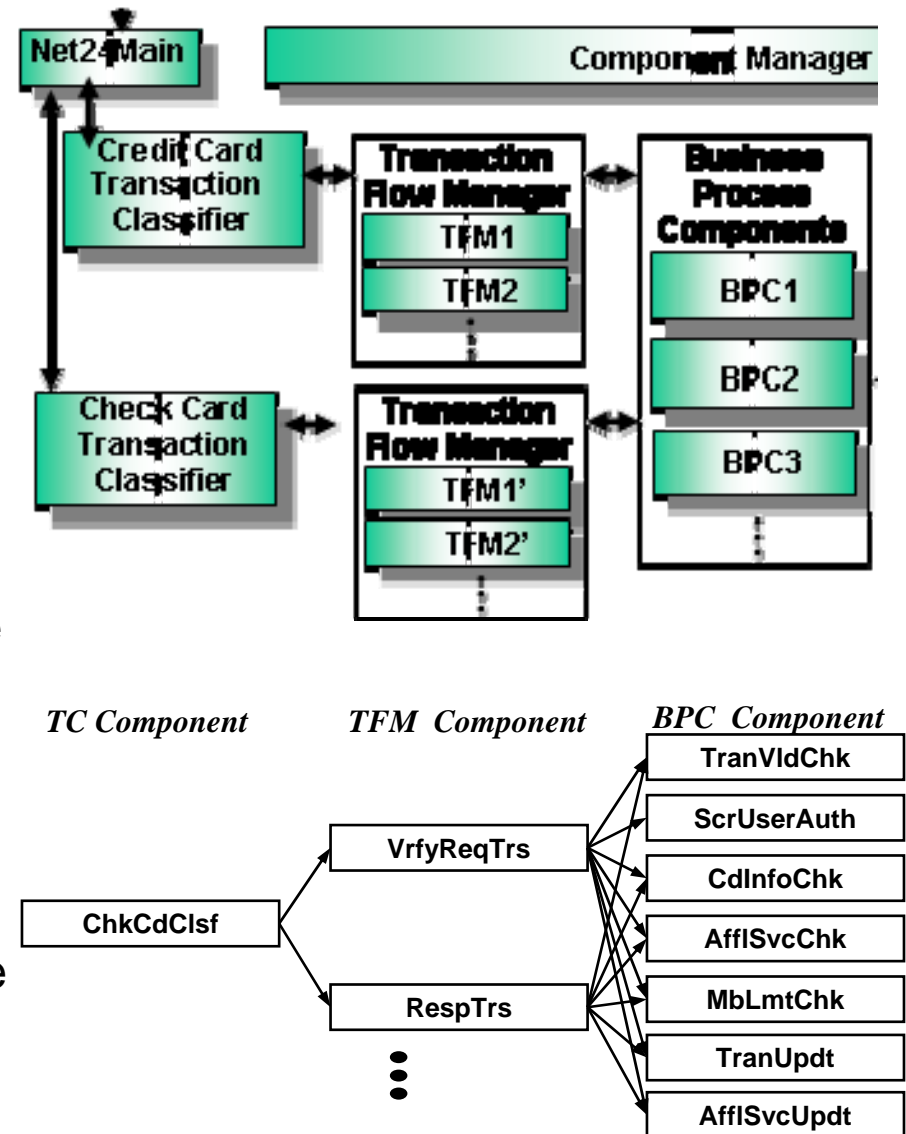 Net24Main
Component Manager
Credit Card
Transaction
Classifier
Transaction
Flow Manager
TFM1
TFM2
Business
Process
Components
BPC1
BPC2
BPC3
Check Card
Transaction
Classifier
Transaction
Flow Manager
TFM1'
TFM2'
e
TC Component
TFM Component
BPC Component
TranVldChk
ScrUserAuth
VrfyReqTrs
CdInfoChk
ChkCdClsf
AfflSvcChk
e
MbLmtChk
RespTrs
TranUpdt
AfflSvcUpdt